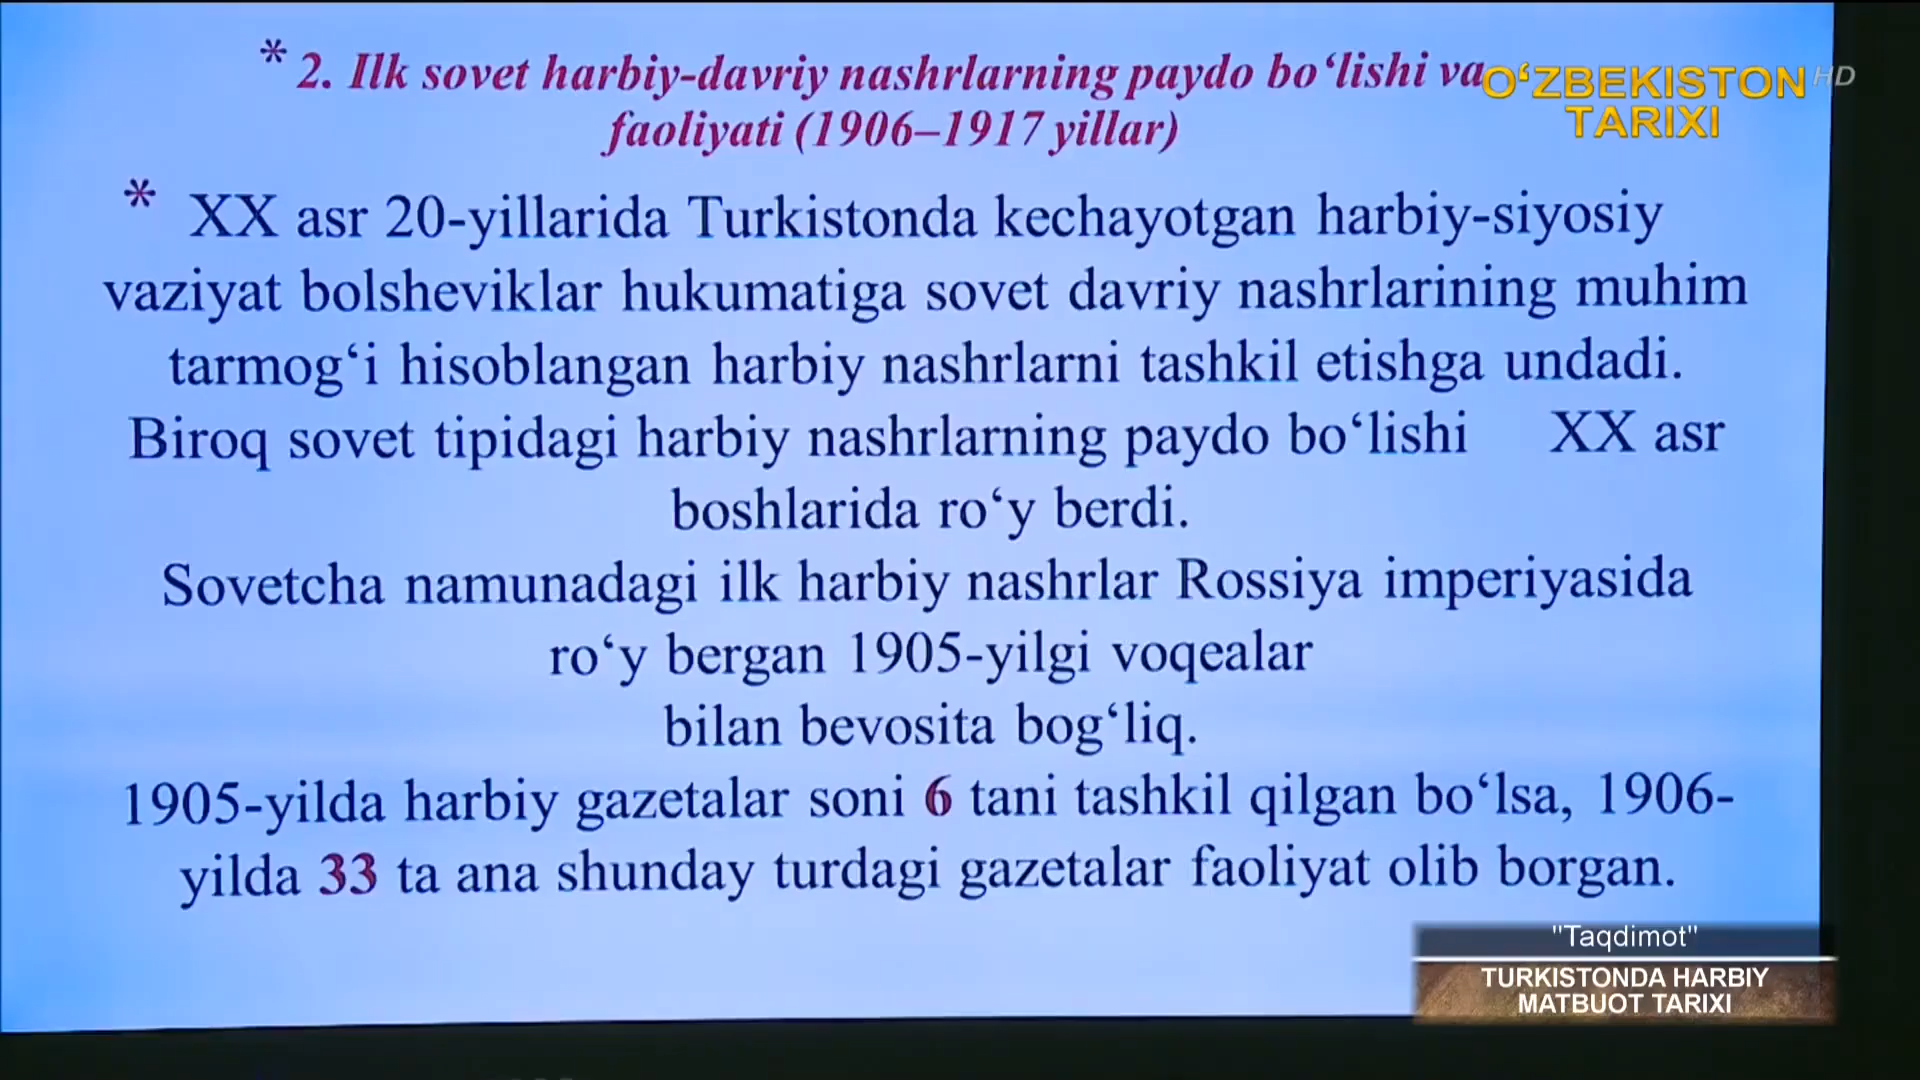 * 2. Ilk sovet harbiy-davriy nashrlarning paydo bo‘lishi va
faoliyati (1906–1917 yillar)
O‘ZBEKISTON HD
TARIXI
* XX asr 20-yillarida Turkistonda kechayotgan harbiy-siyosiy
vaziyat bolsheviklar hukumatiga sovet davriy nashrlarining muhim
tarmog‘i hisoblangan harbiy nashrlarni tashkil etishga undadi.
Biroq sovet tipidagi harbiy nashrlarning paydo bo‘lishi XX asr
boshlarida ro‘y berdi.
Sovetcha namunadagi ilk harbiy nashrlar Rossiya imperiyasida
ro‘y bergan 1905-yilgi voqealar
bilan bevosita bog‘liq.
1905-yilda harbiy gazetalar soni 6 tani tashkil qilgan bo‘lsa, 1906-
yilda 33 ta ana shunday turdagi gazetalar faoliyat olib borgan.
"Taqdimot"
TURKISTONDA HARBIY
MATBUOT TARIXI